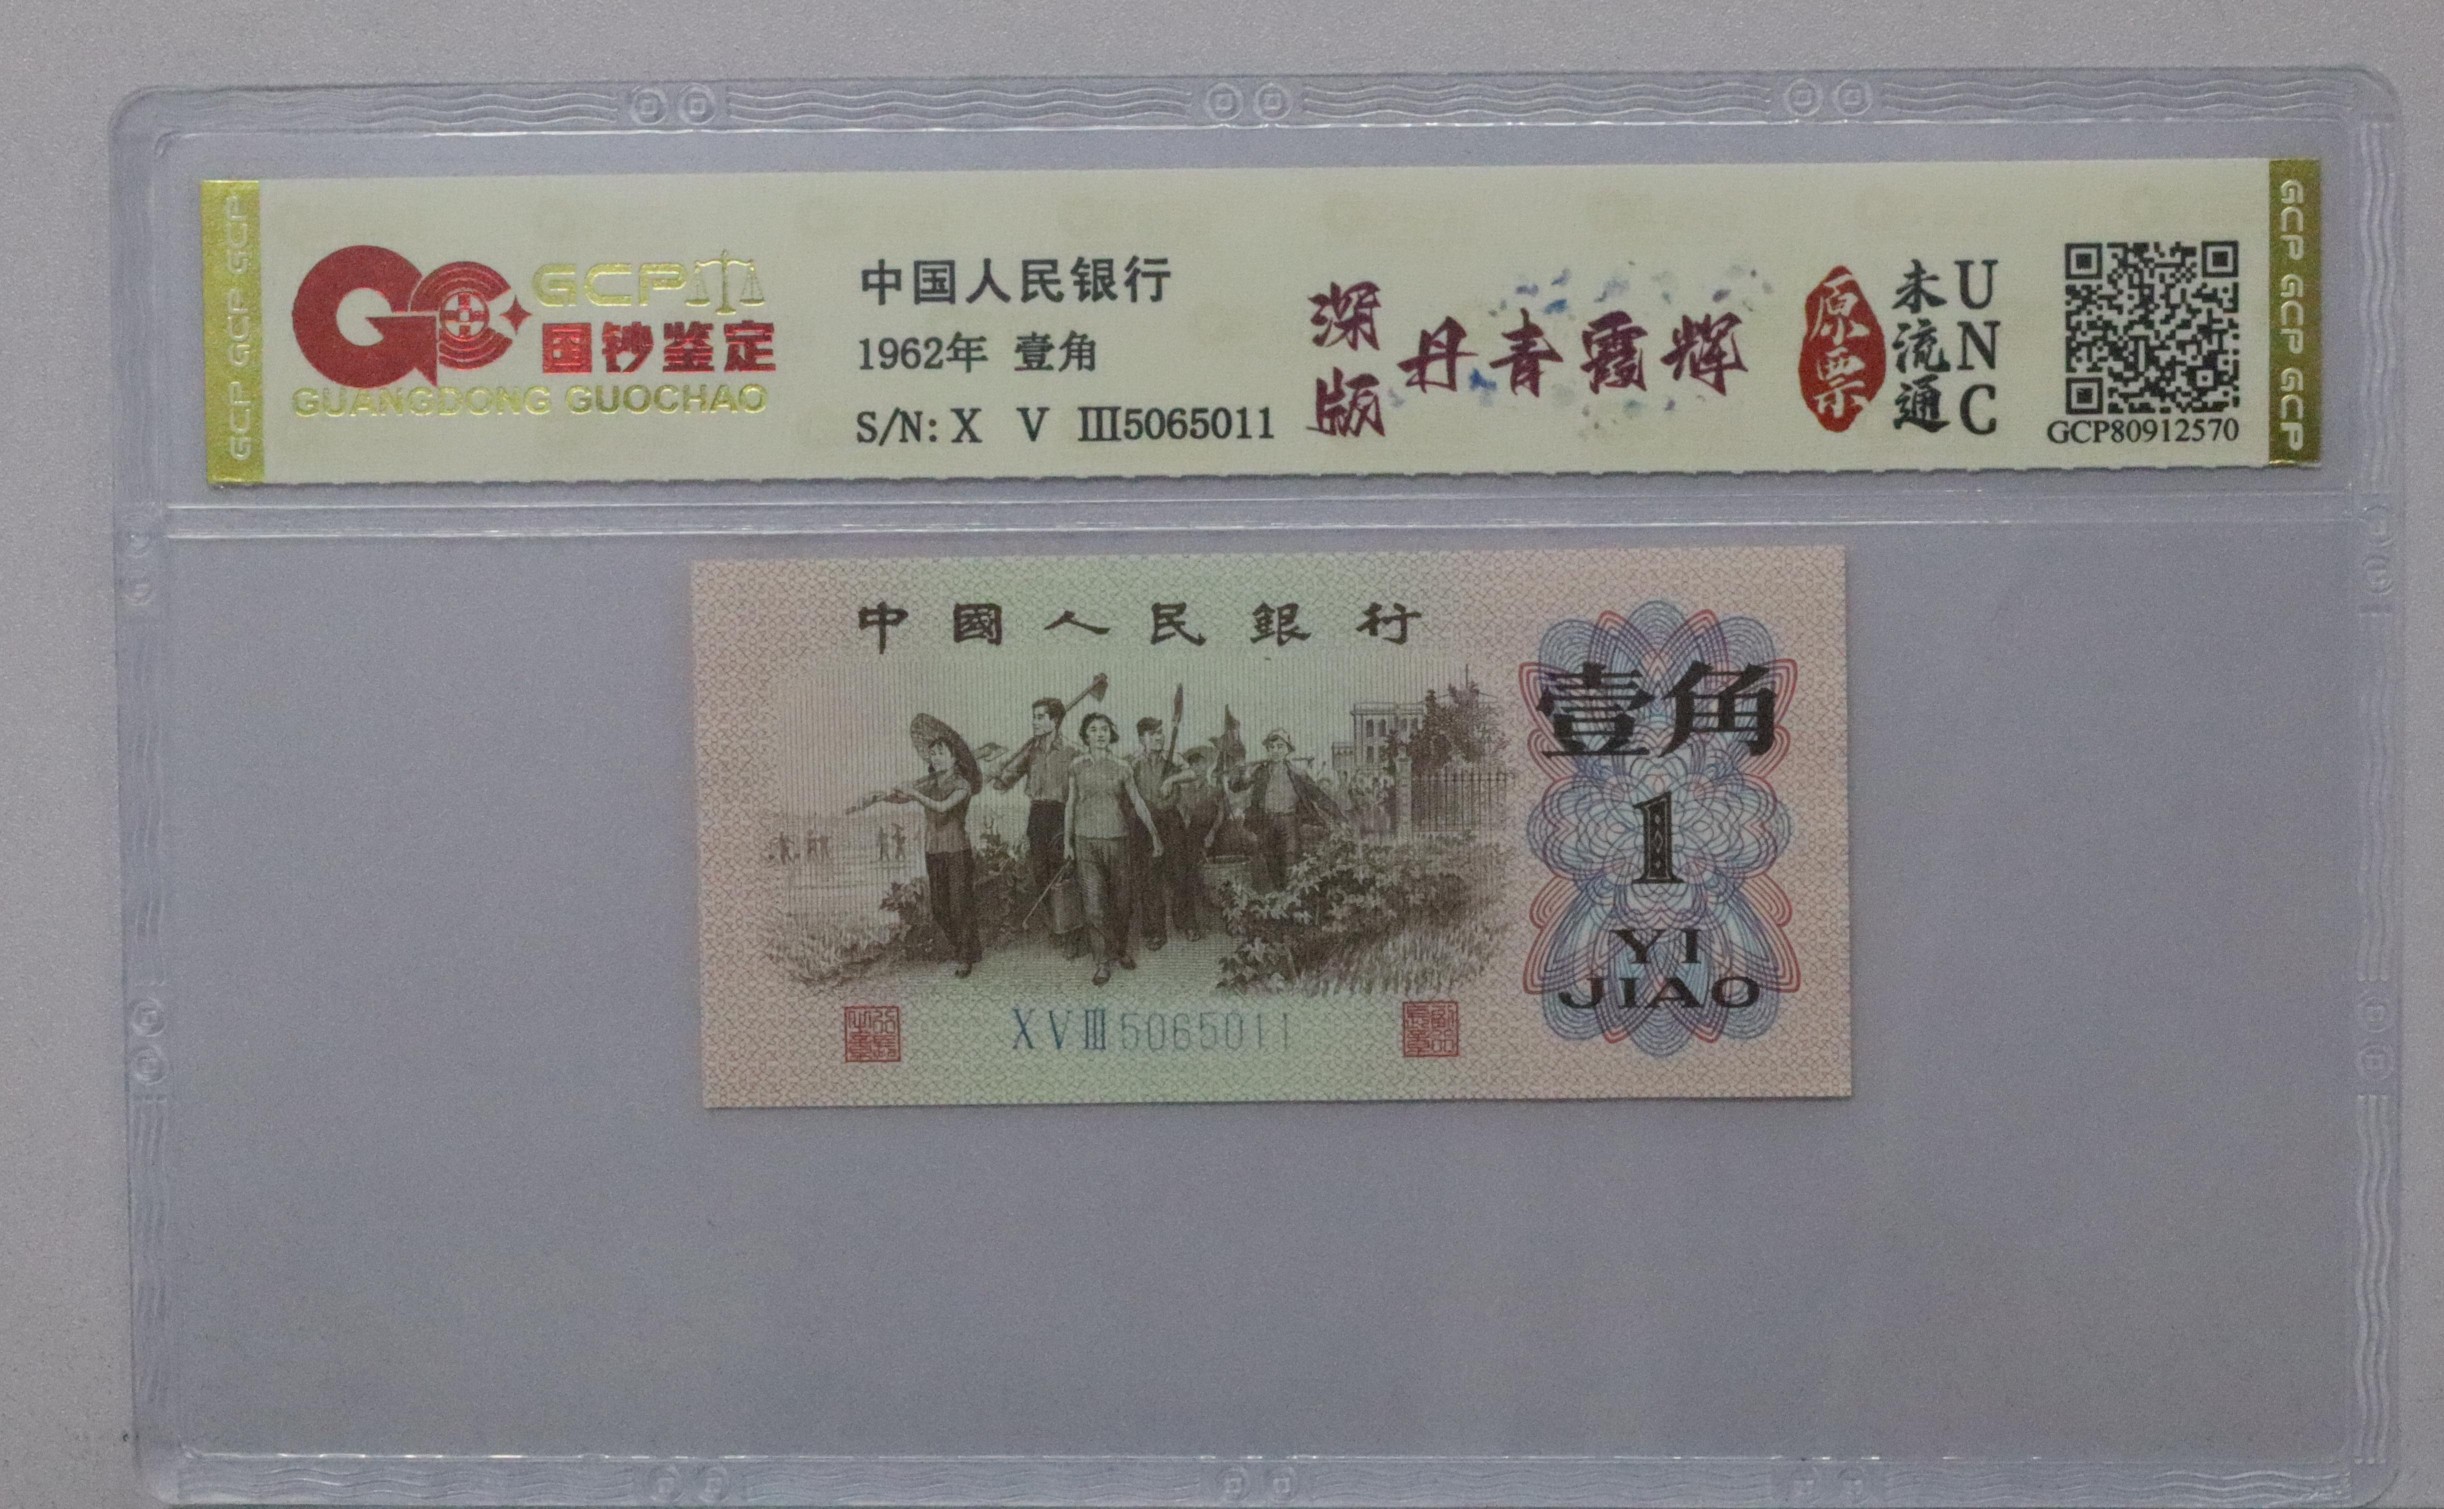 GCP GCP GCP
GCP
国钞鉴定
GUANGDONG GUOCHAO
中国人民银行
1962年 壹角
S/N: X V III5065011
深版
丹青霞辉
原票
未流通
UNC
GCP80912570
GCP GCP GCP
中國人民銀行
壹角
1
YI
JIAO
X V III 5065011